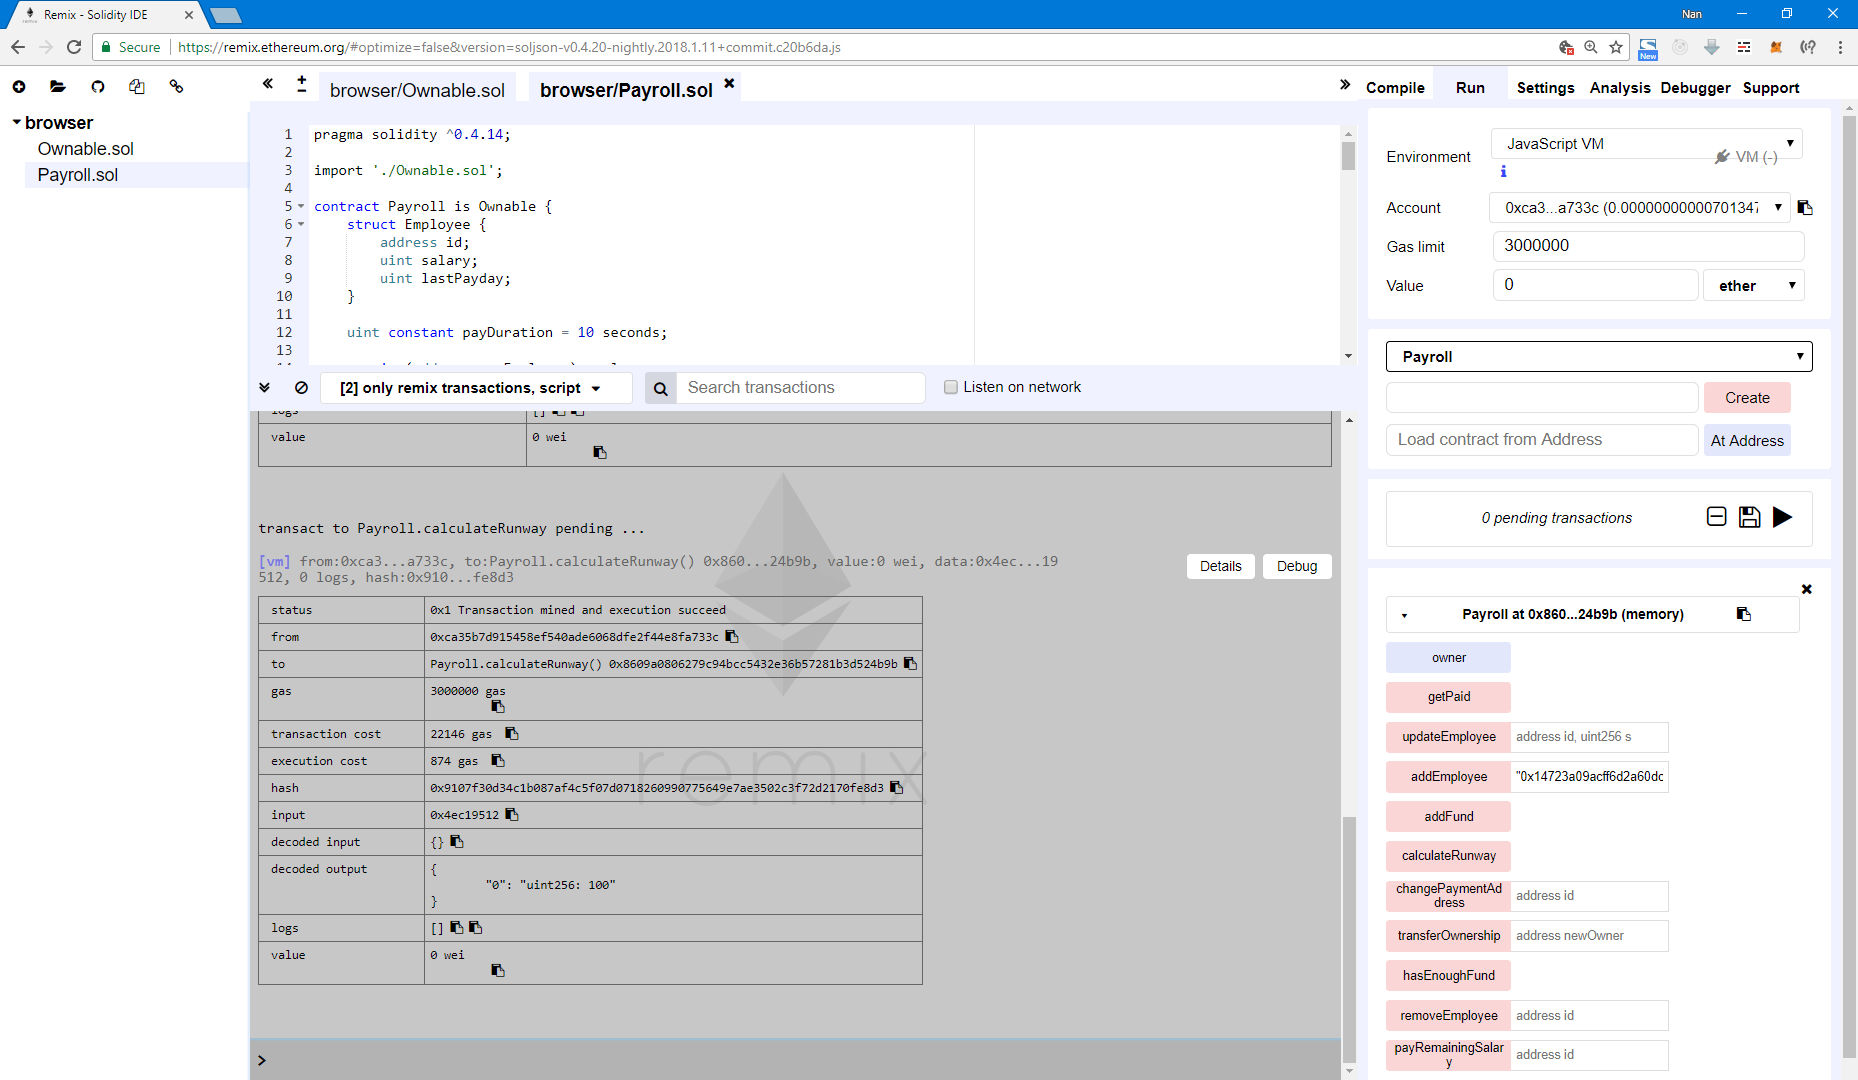 Remix - Solidity IDE
Nan
Secure
https://remix.ethereum.org/#optimize=false&version=soljson-v0.4.20-nightly.2018.1.11+commit.c20b6da.js
New
browser
Ownable.sol
Payroll.sol
browser/Ownable.sol
browser/Payroll.sol
1 pragma solidity ^0.4.14;
2
3 import './Ownable.sol';
4
5 contract Payroll is Ownable {
6 struct Employee {
7 address id;
8 uint salary;
9 uint lastPayday;
10 }
11
12 uint constant payDuration = 10 seconds;
13
[2] only remix transactions, script
Search transactions
Listen on network
logs []
value 0 wei
transact to Payroll.calculateRunway pending ...
[vm] from:0xca3...a733c, to:Payroll.calculateRunway() 0x860...24b9b, value:0 wei, data:0x4ec...19
512, 0 logs, hash:0x910...fe8d3
Details
Debug
status 0x1 Transaction mined and execution succeed
from 0xca35b7d915458ef540ade6068dfe2f44e8fa733c
to Payroll.calculateRunway() 0x8609a0806279c94bcc5432e36b57281b3d524b9b
gas 3000000 gas
transaction cost 22146 gas
execution cost 874 gas
hash 0x9107f30d34c1b087af4c5f07d0718260990775649e7ae3502c3f72d2170fe8d3
input 0x4ec19512
decoded input {}
decoded output {
"0": "uint256: 100"
}
logs []
value 0 wei
remix
>
Compile
Run
Settings
Analysis
Debugger
Support
Environment
JavaScript VM
VM (-)
Account
0xca3...a733c (0.00000000000701347
Gas limit
3000000
Value
0
ether
Payroll
Create
Load contract from Address
At Address
0 pending transactions
Payroll at 0x860...24b9b (memory)
owner
getPaid
updateEmployee
address id, uint256 s
addEmployee
"0x14723a09acff6d2a60dc
addFund
calculateRunway
changePaymentAd
dress
address id
transferOwnership
address newOwner
hasEnoughFund
removeEmployee
address id
payRemainingSalar
y
address id